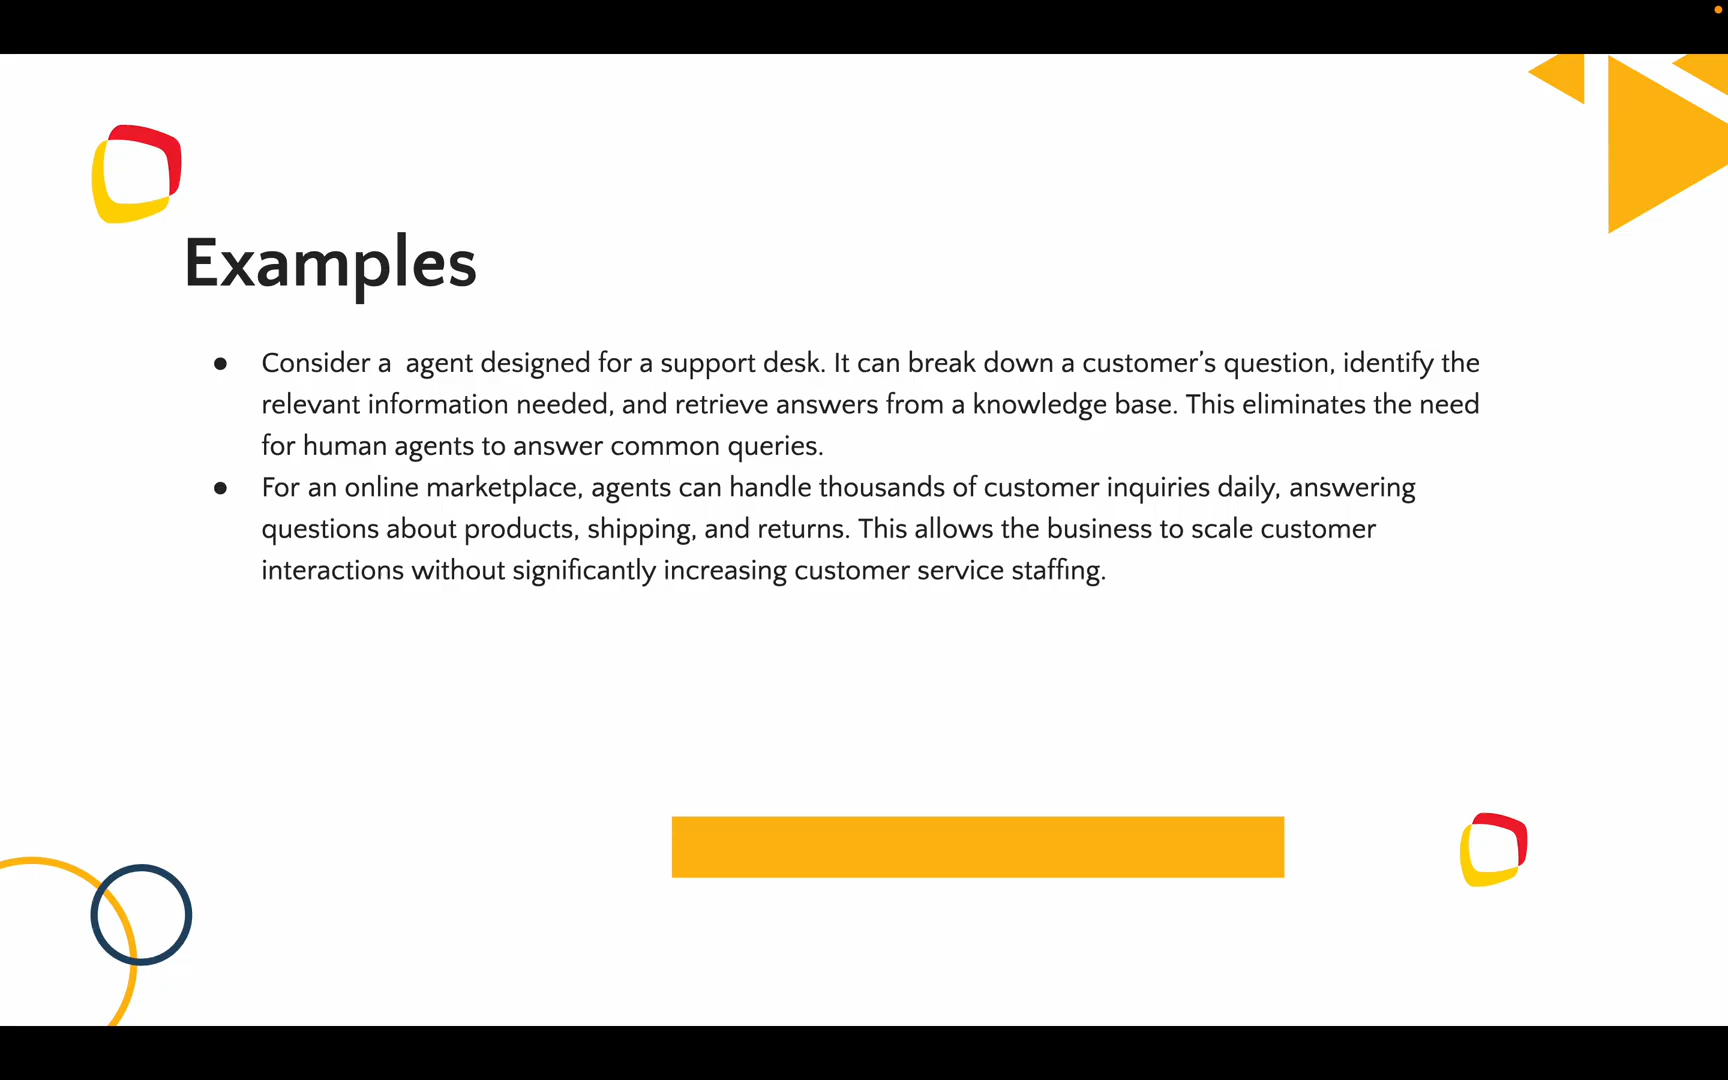 Examples
● Consider a  agent designed for a support desk. It can break down a customer’s question, identify the
relevant information needed, and retrieve answers from a knowledge base. This eliminates the need
for human agents to answer common queries.
● For an online marketplace, agents can handle thousands of customer inquiries daily, answering
questions about products, shipping, and returns. This allows the business to scale customer
interactions without significantly increasing customer service staffing.